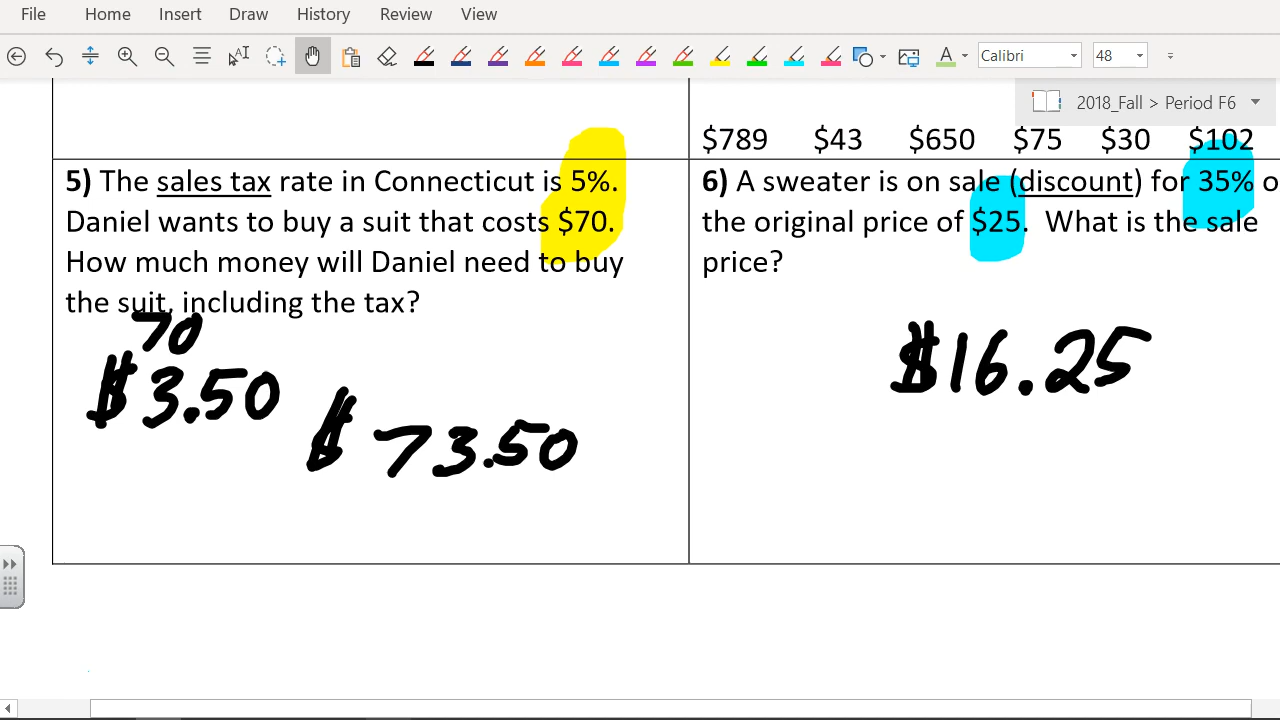 File Home Insert Draw History Review View
Calibri 48
2018_Fall > Period F6
$789 $43 $650 $75 $30 $102
5) The sales tax rate in Connecticut is 5%.
Daniel wants to buy a suit that costs $70.
How much money will Daniel need to buy
the suit, including the tax?
70
$3.50
$73.50
6) A sweater is on sale (discount) for 35% o
the original price of $25. What is the sale
price?
$16.25